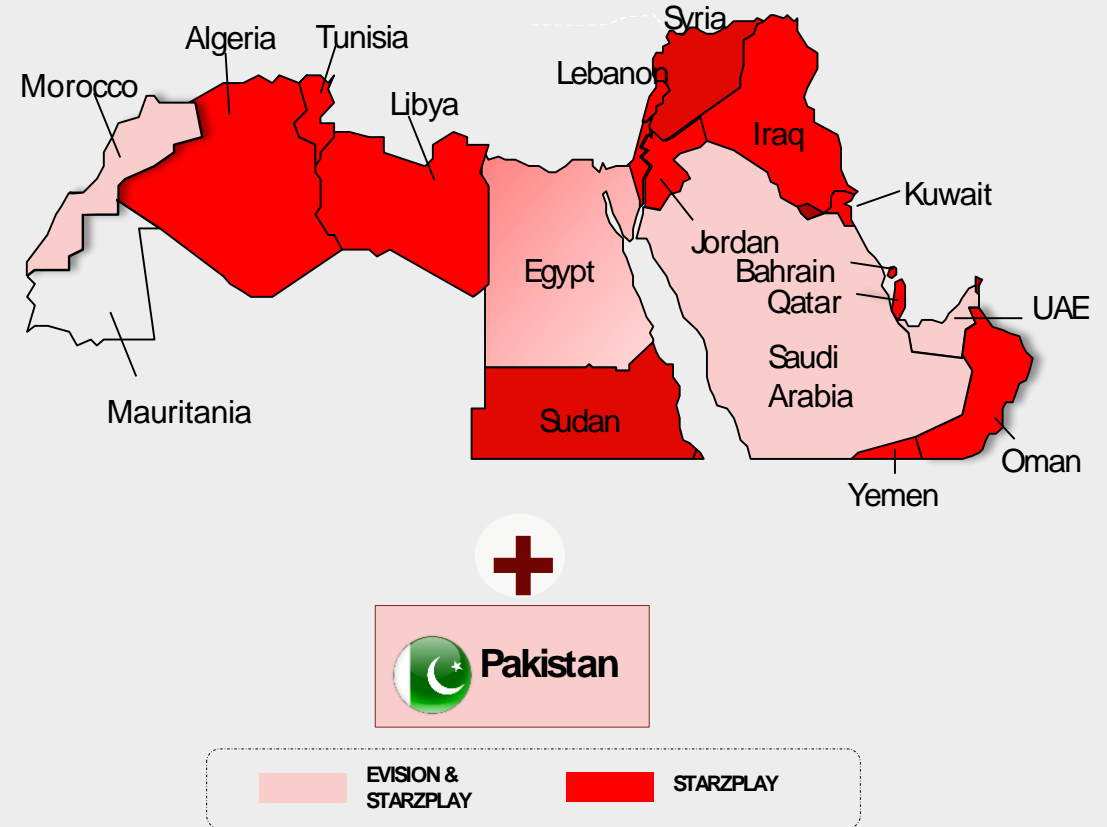 Syria
Algeria
Tunisia
Lebanon
Morocco
Libya
Iraq
Kuwait
Jordan
Egypt
Bahrain
Qatar
UAE
Saudi
Arabia
Mauritania
Sudan
Oman
Yemen
Pakistan
EVISION &
STARZPLAY
STARZPLAY